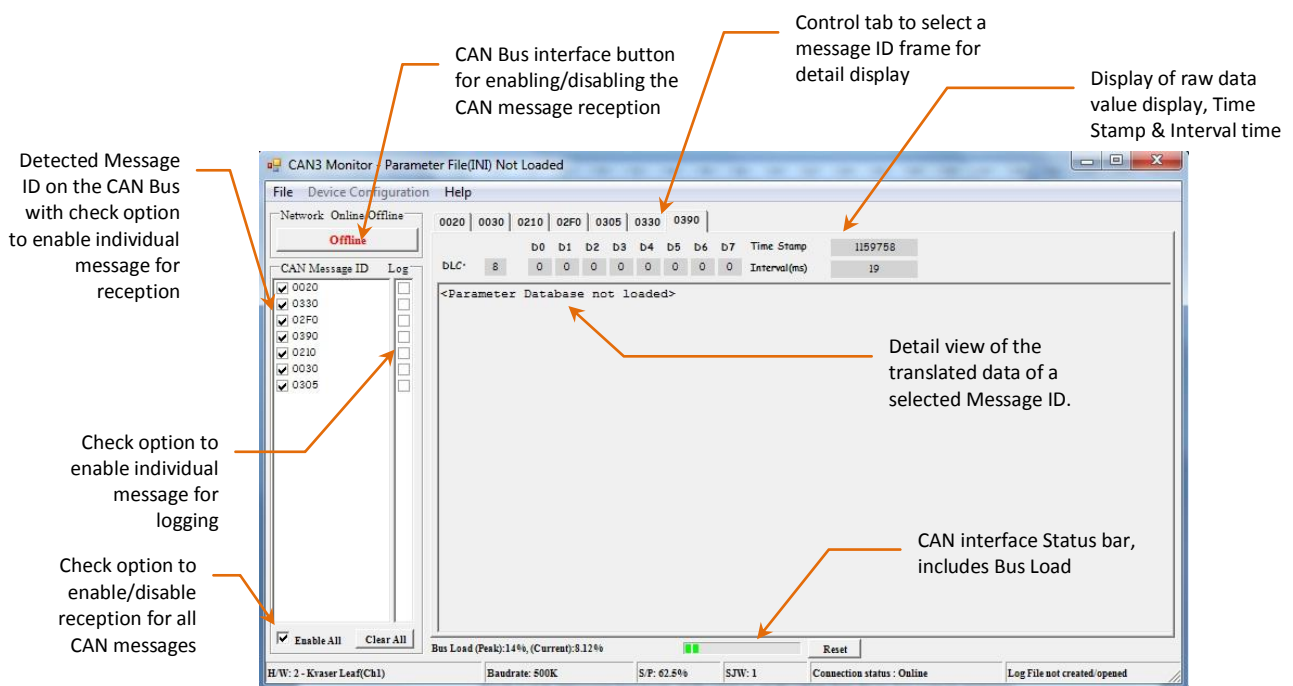 Control tab to select a
message ID frame for
detail display
CAN Bus interface button
for enabling/disabling the
CAN message reception
Display of raw data
value display, Time
Stamp & Interval time
Detected Message
ID on the CAN Bus
with check option
to enable individual
message for
reception
CAN3 Monitor - Parameter File(INI) Not Loaded
File Device Configuration Help
Network Online/Offline
Offline
0020 0030 0210 02F0 0305 0330 0390
D0 D1 D2 D3 D4 D5 D6 D7 Time Stamp 1159758
DLC: 8 0 0 0 0 0 0 0 0 Interval(ms) 19
CAN Message ID Log
0020
0330
02F0
0390
0210
0030
0305
<Parameter Database not loaded>
Detail view of the
translated data of a
selected Message ID.
Check option to
enable individual
message for
logging
CAN interface Status bar,
includes Bus Load
Check option to
enable/disable
reception for all
CAN messages
Enable All Clear All
Bus Load (Peak):14%, (Current):8.12% Reset
H/W: 2 - Kvaser Leaf(Ch1) Baudrate: 500K S/P: 62.5% SJW: 1 Connection status : Online Log File not created/opened